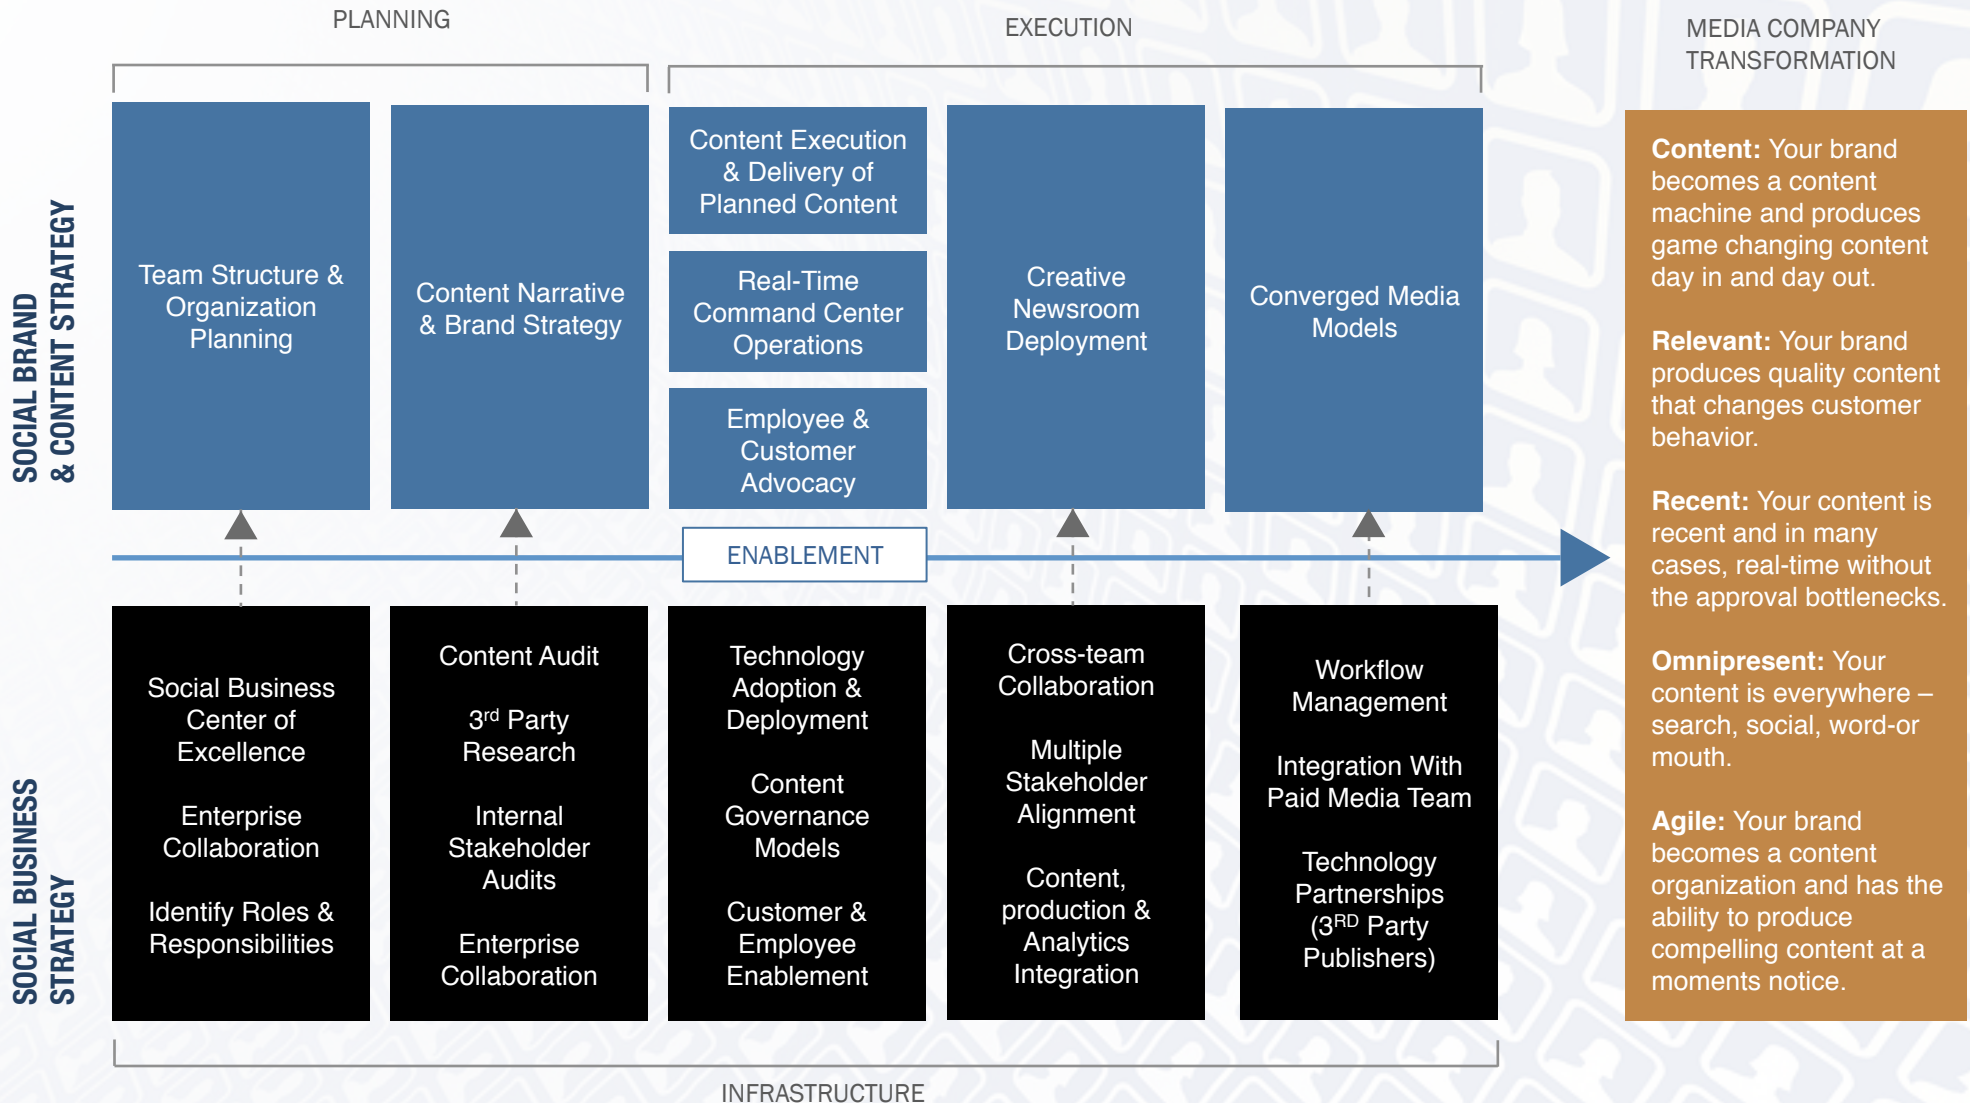 PLANNING
EXECUTION
MEDIA COMPANY
TRANSFORMATION
SOCIAL BRAND
& CONTENT STRATEGY
Team Structure &
Organization
Planning
Content Narrative
& Brand Strategy
Content Execution
& Delivery of
Planned Content
Real-Time
Command Center
Operations
Employee &
Customer
Advocacy
Creative
Newsroom
Deployment
Converged Media
Models
ENABLEMENT
SOCIAL BUSINESS
STRATEGY
Social Business
Center of
Excellence
Enterprise
Collaboration
Identify Roles &
Responsibilities
Content Audit
3rd Party
Research
Internal
Stakeholder
Audits
Enterprise
Collaboration
Technology
Adoption &
Deployment
Content
Governance
Models
Customer &
Employee
Enablement
Cross-team
Collaboration
Multiple
Stakeholder
Alignment
Content,
production &
Analytics
Integration
Workflow
Management
Integration With
Paid Media Team
Technology
Partnerships
(3RD Party
Publishers)
INFRASTRUCTURE
Content: Your brand
becomes a content
machine and produces
game changing content
day in and day out.
Relevant: Your brand
produces quality content
that changes customer
behavior.
Recent: Your content is
recent and in many
cases, real-time without
the approval bottlenecks.
Omnipresent: Your
content is everywhere –
search, social, word-or
mouth.
Agile: Your brand
becomes a content
organization and has the
ability to produce
compelling content at a
moments notice.